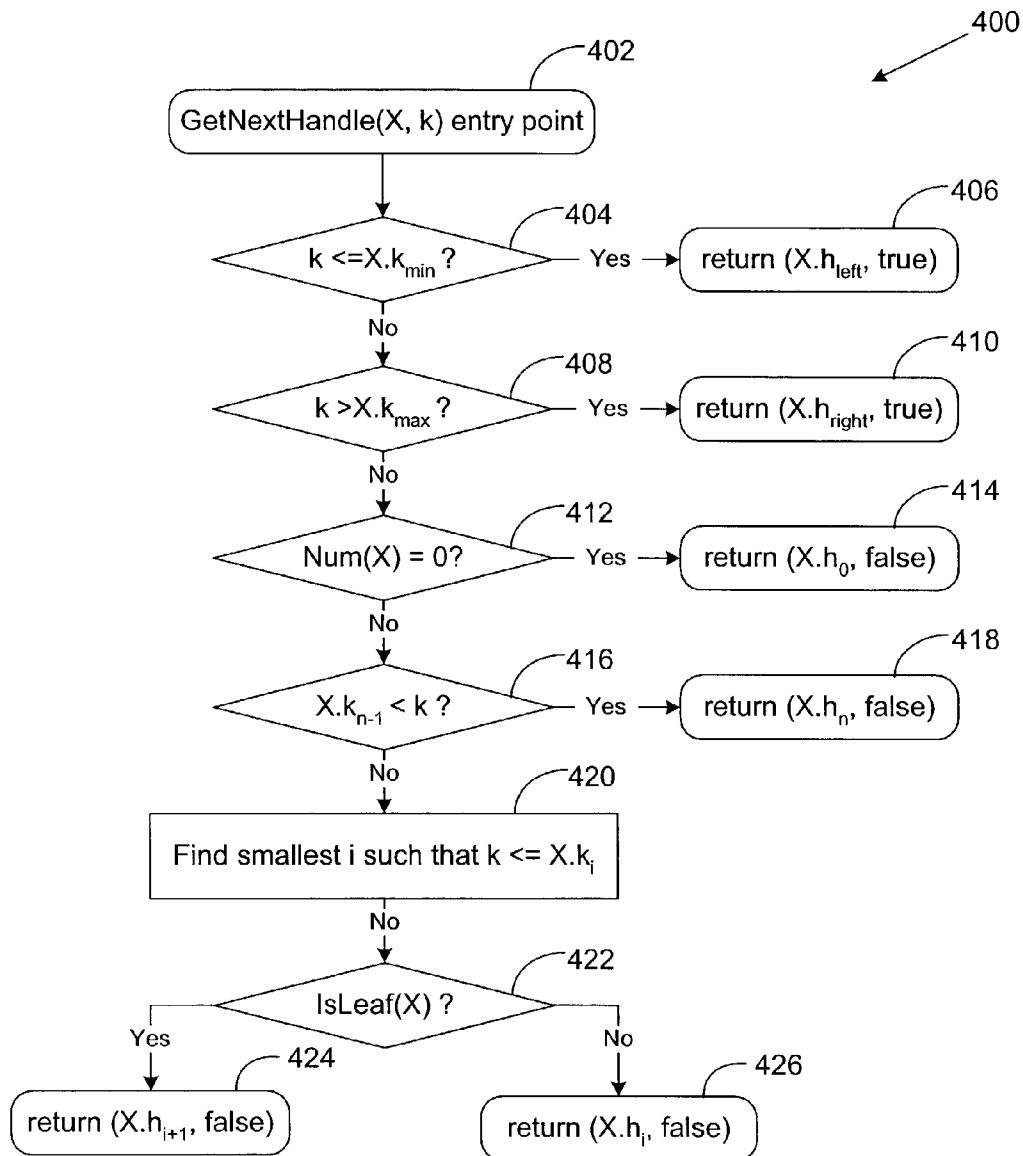 400
402
GetNextHandle(X, k) entry point
404
406
k <=X.kmin ?
Yes
return (X.hleft, true)
No
408
410
k >X.kmax ?
Yes
return (X.hright, true)
No
412
414
Num(X) = 0?
Yes
return (X.h0, false)
No
416
418
X.kn-1 < k ?
Yes
return (X.hn, false)
No
420
Find smallest i such that k <= X.ki
No
422
IsLeaf(X) ?
Yes
No
424
426
return (X.hi+1, false)
return (X.hi, false)